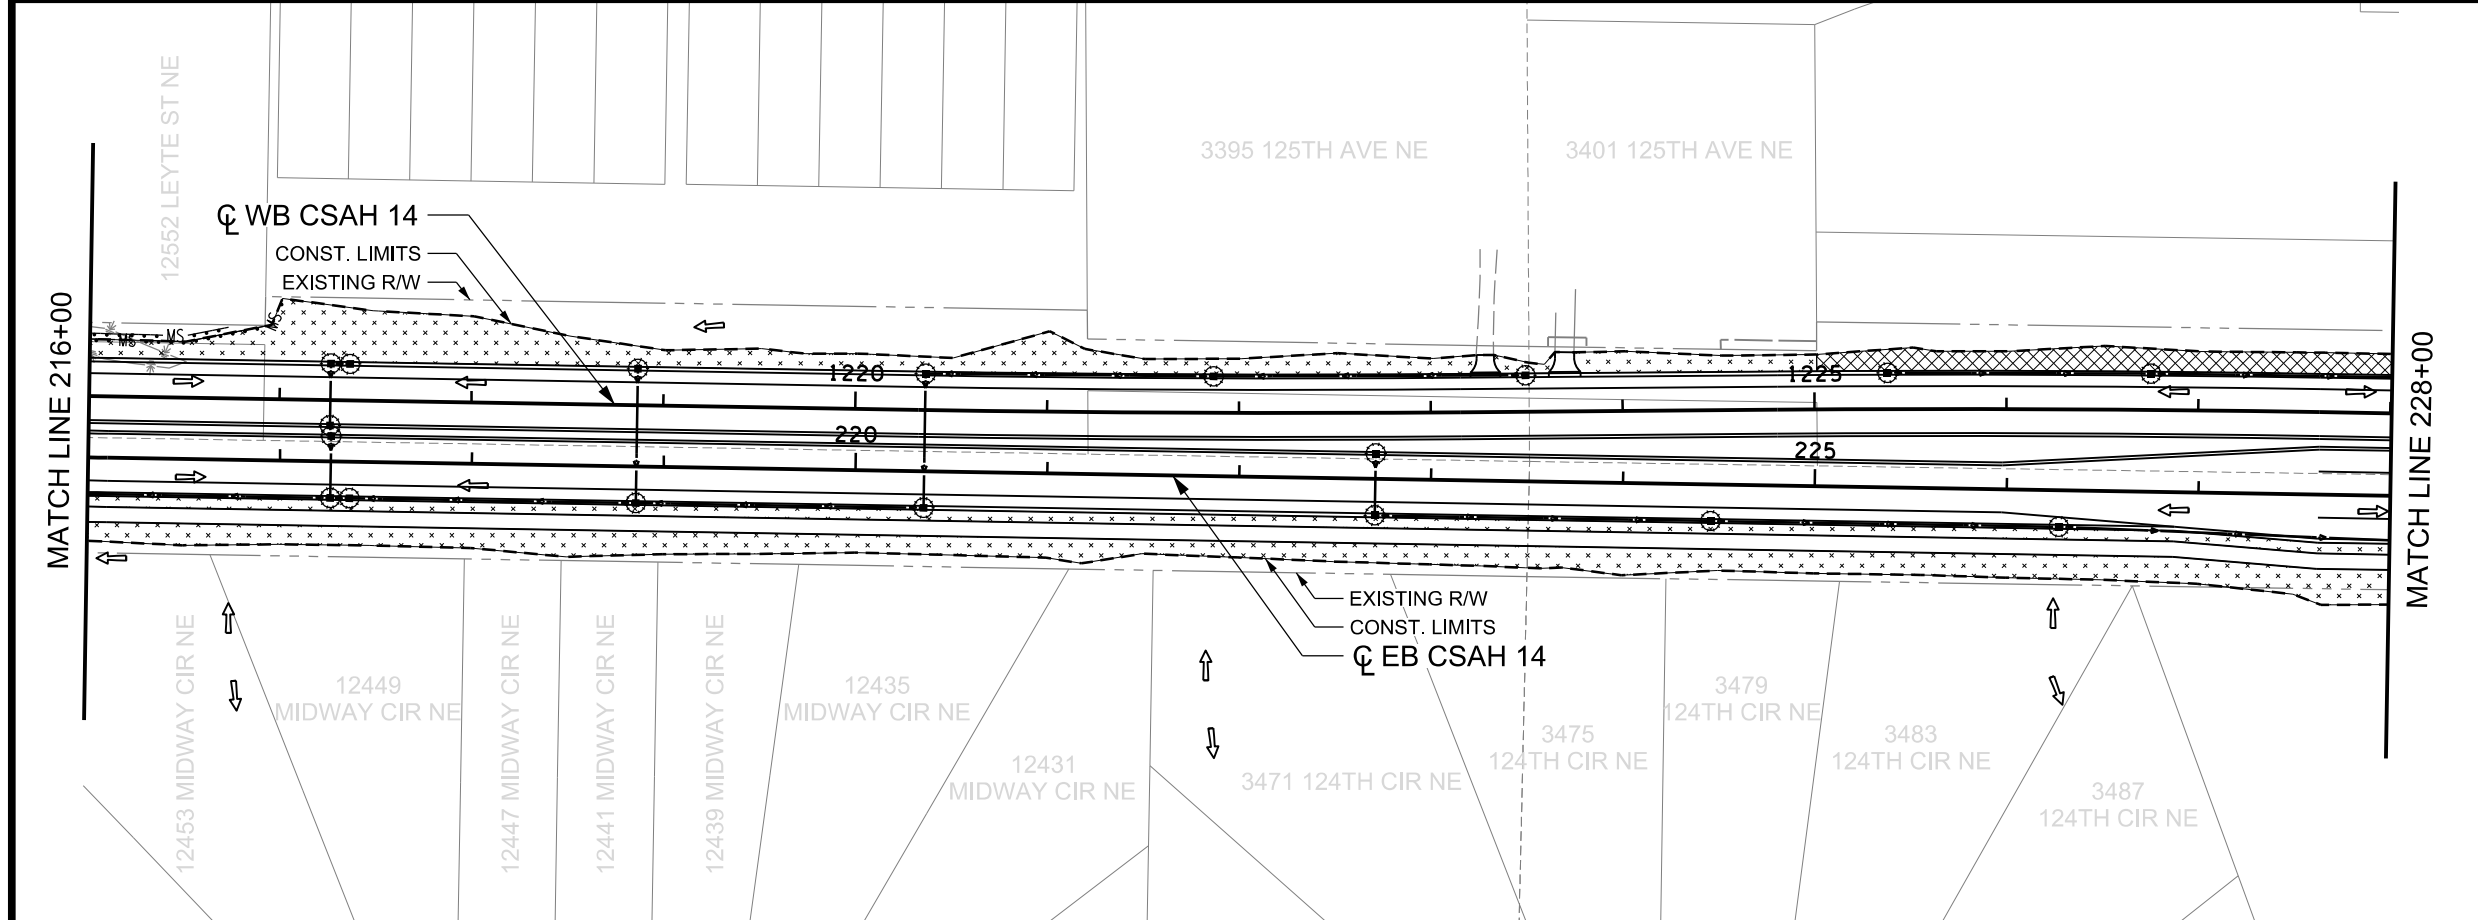 12552 LEYTE ST NE
3395 125TH AVE NE
3401 125TH AVE NE
℄ WB CSAH 14
CONST. LIMITS
EXISTING R/W
MATCH LINE 216+00
MATCH LINE 228+00
MS
MS
MS
1220
1225
220
225
EXISTING R/W
CONST. LIMITS
℄ EB CSAH 14
12453 MIDWAY CIR NE
12449
MIDWAY CIR NE
12447 MIDWAY CIR NE
12441 MIDWAY CIR NE
12439 MIDWAY CIR NE
12435
MIDWAY CIR NE
12431
MIDWAY CIR NE
3471 124TH CIR NE
3475
124TH CIR NE
3479
124TH CIR NE
3483
124TH CIR NE
3487
124TH CIR NE